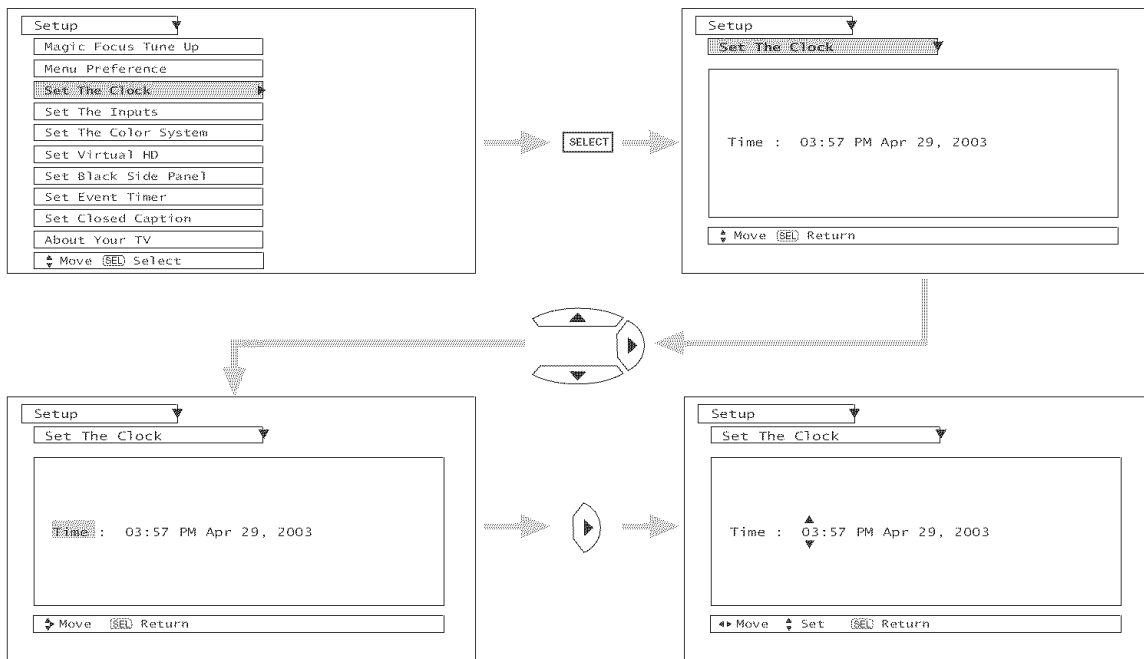 Setup
Magic Focus Tune Up
Menu Preference
Set The Clock
Set The Inputs
Set The Color System
Set Virtual HD
Set Black Side Panel
Set Event Timer
Set Closed Caption
About Your TV
Move SEL Select
SELECT
Setup
Set The Clock
Time : 03:57 PM Apr 29, 2003
Move SEL Return
Setup
Set The Clock
Time : 03:57 PM Apr 29, 2003
Move SEL Return
Setup
Set The Clock
Time : 03:57 PM Apr 29, 2003
Move Set SEL Return